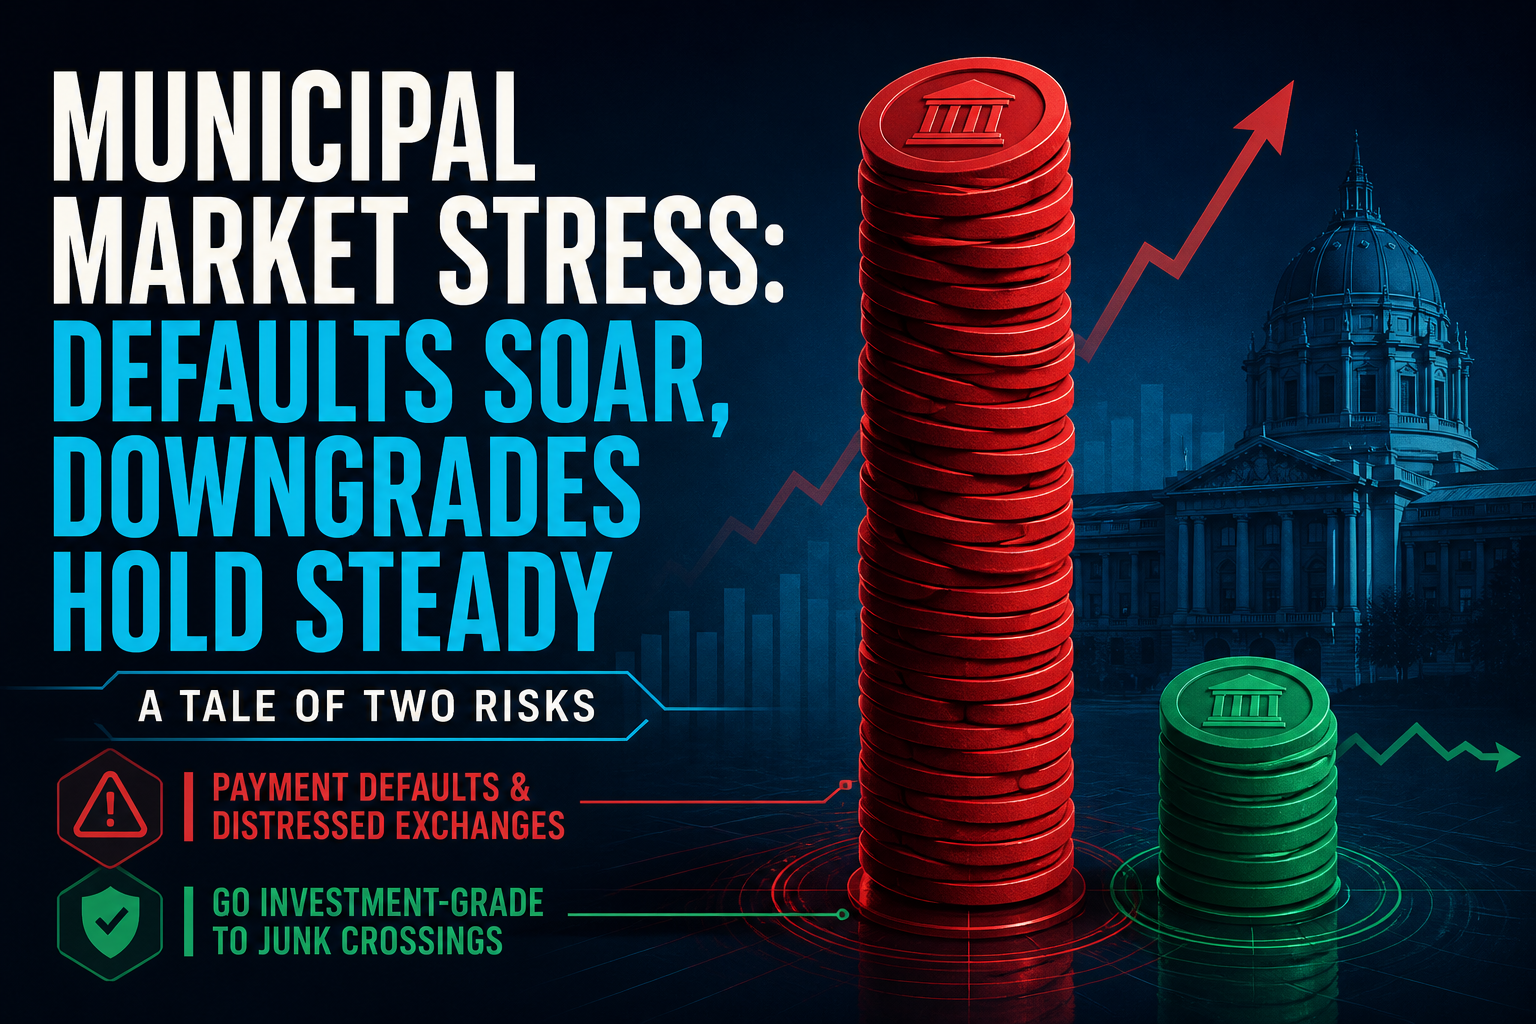 MUNICIPAL
MARKET STRESS:
DEFAULTS SOAR,
DOWNGRADES
HOLD STEADY
A TALE OF TWO RISKS
PAYMENT DEFAULTS &
DISTRESSED EXCHANGES
GO INVESTMENT-GRADE
TO JUNK CROSSINGS